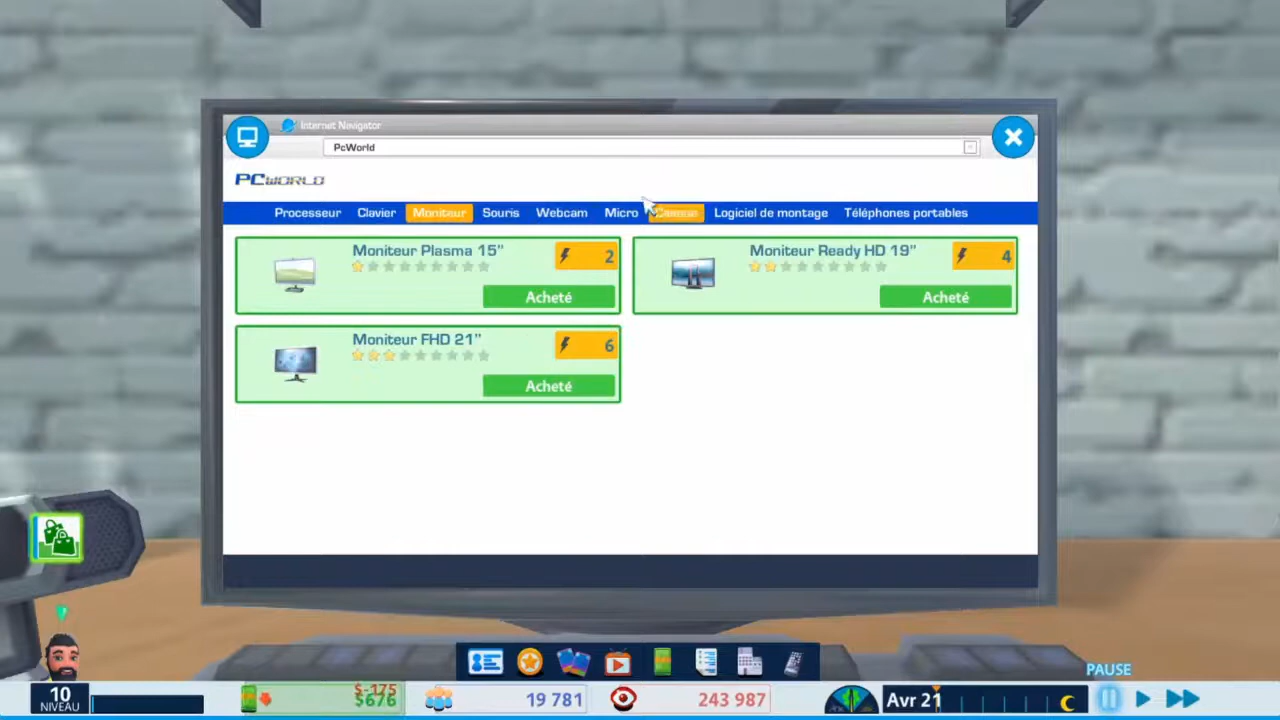 Internet Navigator
PcWorld
PCWORLD
Processeur Clavier Moniteur Souris Webcam Micro Casque Logiciel de montage Téléphones portables
Moniteur Plasma 15” 2
Acheté
Moniteur Ready HD 19” 4
Acheté
Moniteur FHD 21” 6
Acheté
PAUSE
10
NIVEAU
$-175
$676
19 781
243 987
Avr 21